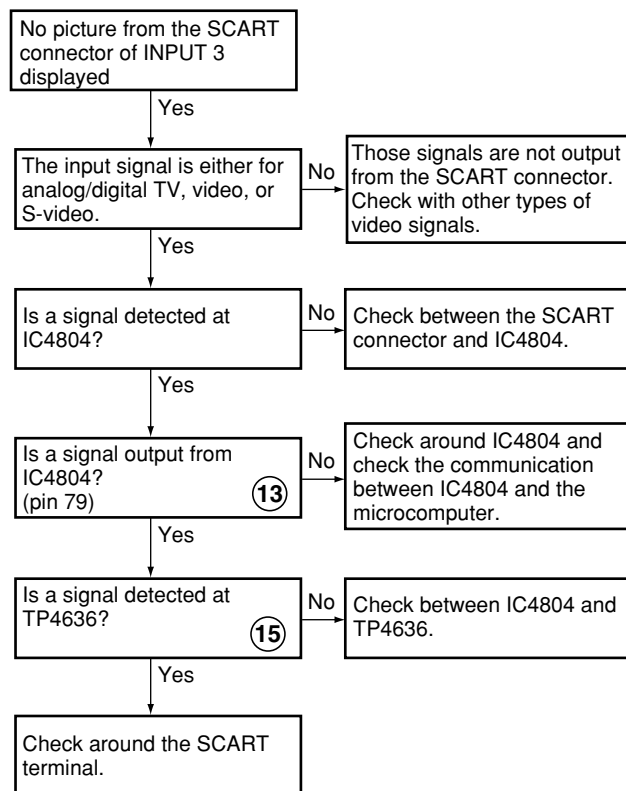 No picture from the SCART
connector of INPUT 3
displayed
Yes
The input signal is either for
analog/digital TV, video, or
S-video.
No
Those signals are not output
from the SCART connector.
Check with other types of
video signals.
Yes
Is a signal detected at
IC4804?
No
Check between the SCART
connector and IC4804.
Yes
Is a signal output from
IC4804?
(pin 79)
13
No
Check around IC4804 and
check the communication
between IC4804 and the
microcomputer.
Yes
Is a signal detected at
TP4636?
15
No
Check between IC4804 and
TP4636.
Yes
Check around the SCART
terminal.